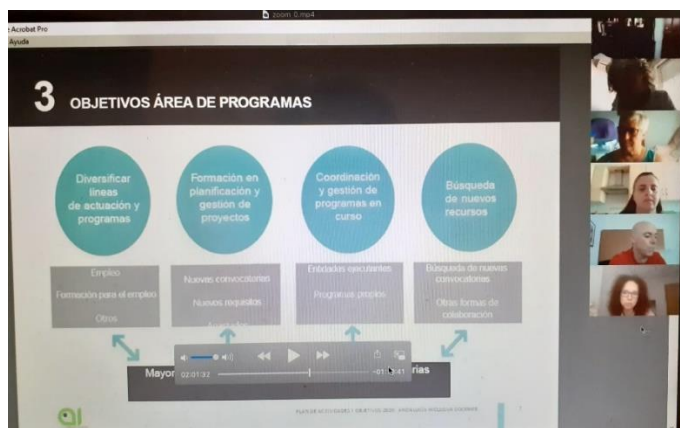 zoom_0.mp4
Acrobat Pro
Ayuda
3 OBJETIVOS ÁREA DE PROGRAMAS
Diversificar
líneas
de actuación y
programas
Formación en
planificación y
gestión de
proyectos
Coordinación
y gestión de
programas en
curso
Búsqueda
de nuevos
recursos
Empleo
Formación para el empleo
Otros
Nuevas convocatorias
Nuevos requisitos
Entidades ejecutantes
Programas propios
Búsqueda de nuevas
convocatorias
Otras formas de
colaboración
Mayor
rias
02:01:32